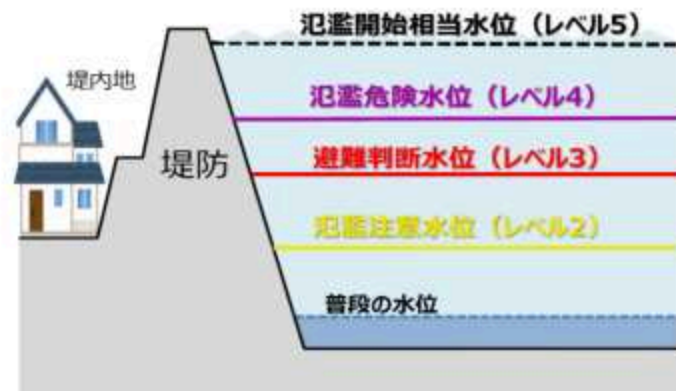 氾濫開始相当水位（レベル5）
堤内地
氾濫危険水位（レベル4）
堤防
避難判断水位（レベル3）
氾濫注意水位（レベル2）
普段の水位